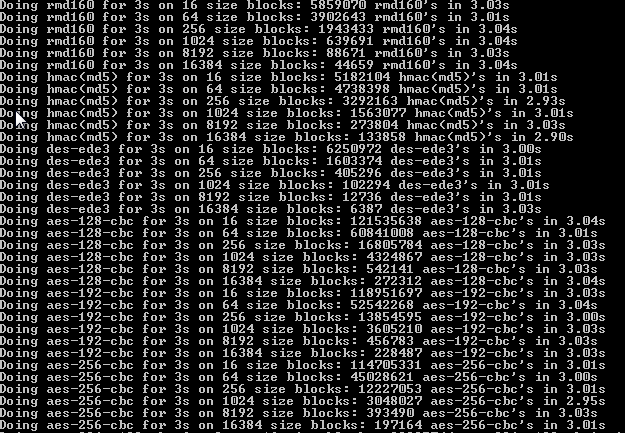 Doing rmd160 for 3s on 16 size blocks: 5859070 rmd160's in 3.03s
Doing rmd160 for 3s on 64 size blocks: 3902643 rmd160's in 3.01s
Doing rmd160 for 3s on 256 size blocks: 1943433 rmd160's in 3.04s
Doing rmd160 for 3s on 1024 size blocks: 639691 rmd160's in 3.04s
Doing rmd160 for 3s on 8192 size blocks: 88671 rmd160's in 3.03s
Doing rmd160 for 3s on 16384 size blocks: 44659 rmd160's in 3.03s
Doing hmac(md5) for 3s on 16 size blocks: 5182104 hmac(md5)'s in 3.01s
Doing hmac(md5) for 3s on 64 size blocks: 4738398 hmac(md5)'s in 3.01s
Doing hmac(md5) for 3s on 256 size blocks: 3292163 hmac(md5)'s in 2.93s
Doing hmac(md5) for 3s on 1024 size blocks: 1563077 hmac(md5)'s in 3.01s
Doing hmac(md5) for 3s on 8192 size blocks: 273804 hmac(md5)'s in 3.03s
Doing hmac(md5) for 3s on 16384 size blocks: 133858 hmac(md5)'s in 2.90s
Doing des-ede3 for 3s on 16 size blocks: 6250972 des-ede3's in 3.00s
Doing des-ede3 for 3s on 64 size blocks: 1603374 des-ede3's in 3.01s
Doing des-ede3 for 3s on 256 size blocks: 405296 des-ede3's in 3.01s
Doing des-ede3 for 3s on 1024 size blocks: 102294 des-ede3's in 3.01s
Doing des-ede3 for 3s on 8192 size blocks: 12736 des-ede3's in 3.01s
Doing des-ede3 for 3s on 16384 size blocks: 6387 des-ede3's in 3.03s
Doing aes-128-cbc for 3s on 16 size blocks: 121535638 aes-128-cbc's in 3.04s
Doing aes-128-cbc for 3s on 64 size blocks: 60841008 aes-128-cbc's in 3.01s
Doing aes-128-cbc for 3s on 256 size blocks: 16805784 aes-128-cbc's in 3.03s
Doing aes-128-cbc for 3s on 1024 size blocks: 4324867 aes-128-cbc's in 3.03s
Doing aes-128-cbc for 3s on 8192 size blocks: 542141 aes-128-cbc's in 3.03s
Doing aes-128-cbc for 3s on 16384 size blocks: 272312 aes-128-cbc's in 3.04s
Doing aes-192-cbc for 3s on 16 size blocks: 118951697 aes-192-cbc's in 3.03s
Doing aes-192-cbc for 3s on 64 size blocks: 52542268 aes-192-cbc's in 3.04s
Doing aes-192-cbc for 3s on 256 size blocks: 13854595 aes-192-cbc's in 3.00s
Doing aes-192-cbc for 3s on 1024 size blocks: 3605210 aes-192-cbc's in 3.03s
Doing aes-192-cbc for 3s on 8192 size blocks: 456783 aes-192-cbc's in 3.03s
Doing aes-192-cbc for 3s on 16384 size blocks: 228487 aes-192-cbc's in 3.03s
Doing aes-256-cbc for 3s on 16 size blocks: 114705331 aes-256-cbc's in 3.01s
Doing aes-256-cbc for 3s on 64 size blocks: 45028621 aes-256-cbc's in 3.00s
Doing aes-256-cbc for 3s on 256 size blocks: 12227053 aes-256-cbc's in 3.01s
Doing aes-256-cbc for 3s on 1024 size blocks: 3048027 aes-256-cbc's in 2.95s
Doing aes-256-cbc for 3s on 8192 size blocks: 393490 aes-256-cbc's in 3.03s
Doing aes-256-cbc for 3s on 16384 size blocks: 197164 aes-256-cbc's in 3.01s